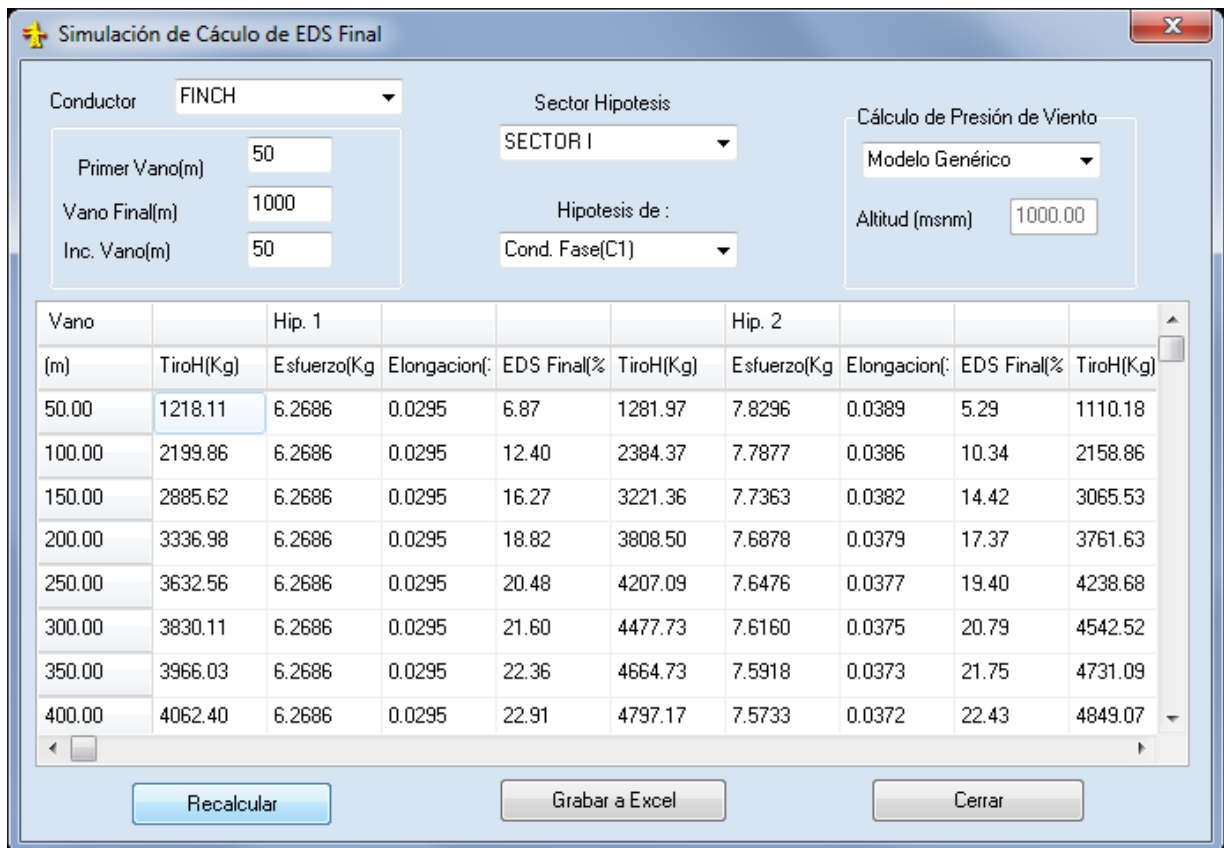 Simulación de Cáculo de EDS Final
Conductor FINCH
Sector Hipotesis
SECTOR I
Cálculo de Presión de Viento
Modelo Genérico
Altitud (msnm) 1000.00
Primer Vano(m) 50
Vano Final(m) 1000
Inc. Vano(m) 50
Hipotesis de :
Cond. Fase(C1)
Vano Hip. 1 Hip. 2
(m) TiroH(Kg) Esfuerzo(Kg Elongacion(: EDS Final(% TiroH(Kg) Esfuerzo(Kg Elongacion(: EDS Final(% TiroH(Kg)
50.00 1218.11 6.2686 0.0295 6.87 1281.97 7.8296 0.0389 5.29 1110.18
100.00 2199.86 6.2686 0.0295 12.40 2384.37 7.7877 0.0386 10.34 2158.86
150.00 2885.62 6.2686 0.0295 16.27 3221.36 7.7363 0.0382 14.42 3065.53
200.00 3336.98 6.2686 0.0295 18.82 3808.50 7.6878 0.0379 17.37 3761.63
250.00 3632.56 6.2686 0.0295 20.48 4207.09 7.6476 0.0377 19.40 4238.68
300.00 3830.11 6.2686 0.0295 21.60 4477.73 7.6160 0.0375 20.79 4542.52
350.00 3966.03 6.2686 0.0295 22.36 4664.73 7.5918 0.0373 21.75 4731.09
400.00 4062.40 6.2686 0.0295 22.91 4797.17 7.5733 0.0372 22.43 4849.07
Recalcular Grabar a Excel Cerrar